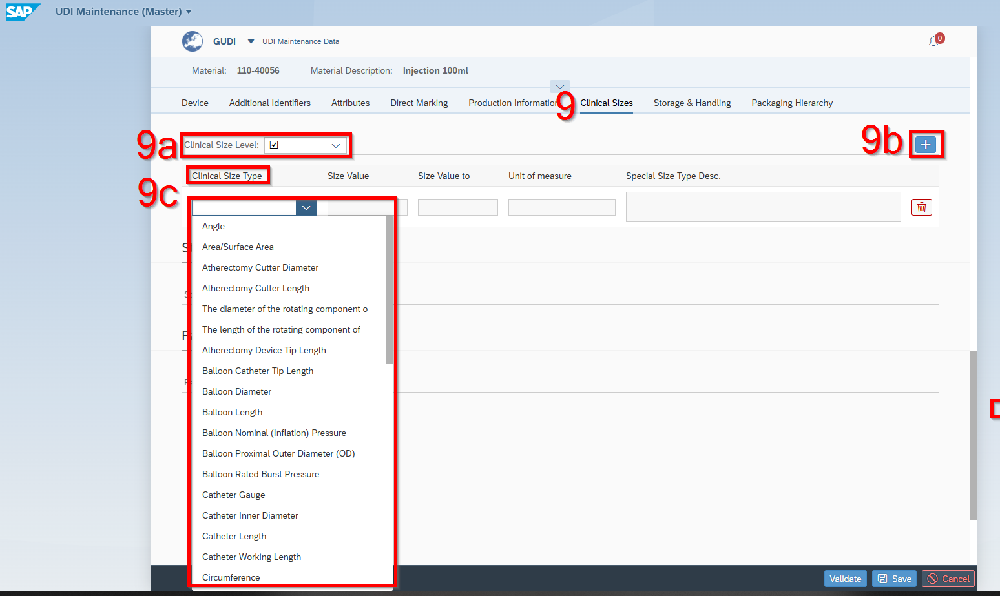 SAP UDI Maintenance (Master)
GUDI UDI Maintenance Data 0
Material: 110-40056 Material Description: Injection 100ml
Device Additional Identifiers Attributes Direct Marking Production Information 9 Clinical Sizes Storage & Handling Packaging Hierarchy
9a Clinical Size Level: 9b +
Clinical Size Type Size Value Size Value to Unit of measure Special Size Type Desc.
9c
Angle
Area/Surface Area
Atherectomy Cutter Diameter
Atherectomy Cutter Length
The diameter of the rotating component o
The length of the rotating component of
Atherectomy Device Tip Length
Balloon Catheter Tip Length
Balloon Diameter
Balloon Length
Balloon Nominal (Inflation) Pressure
Balloon Proximal Outer Diameter (OD)
Balloon Rated Burst Pressure
Catheter Gauge
Catheter Inner Diameter
Catheter Length
Catheter Working Length
Circumference
Validate Save Cancel